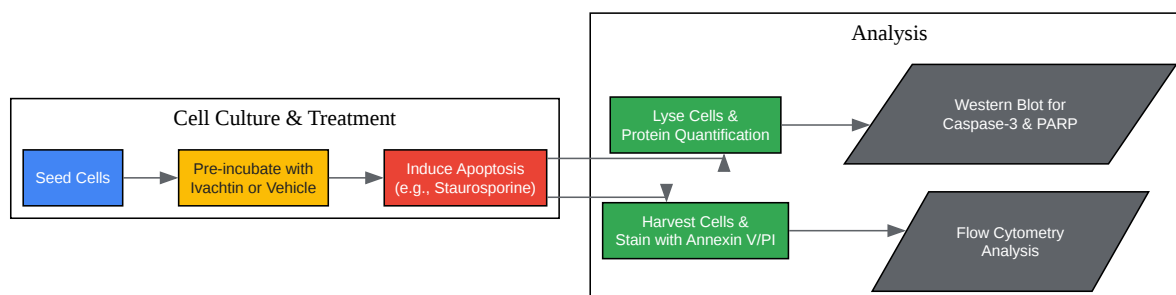 Cell Culture & Treatment
Seed Cells
Pre-incubate with
Ivachtin or Vehicle
Induce Apoptosis
(e.g., Staurosporine)
Analysis
Lyse Cells &
Protein Quantification
Western Blot for
Caspase-3 & PARP
Harvest Cells &
Stain with Annexin V/PI
Flow Cytometry
Analysis